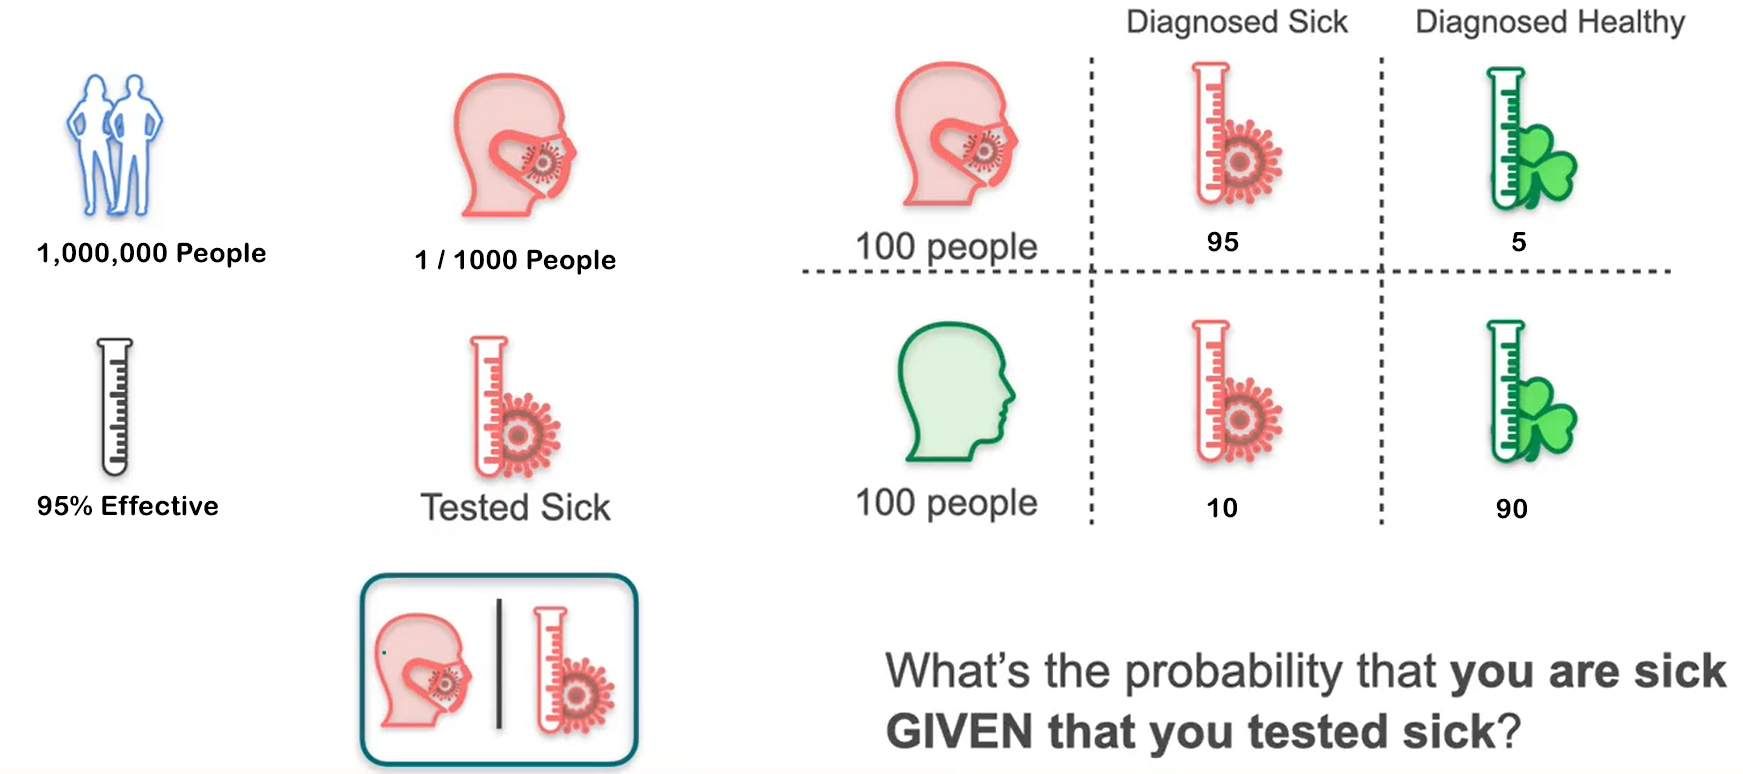 Diagnosed Sick
Diagnosed Healthy
1,000,000 People
1 / 1000 People
100 people
95
5
95% Effective
Tested Sick
100 people
10
90
What's the probability that you are sick
GIVEN that you tested sick?